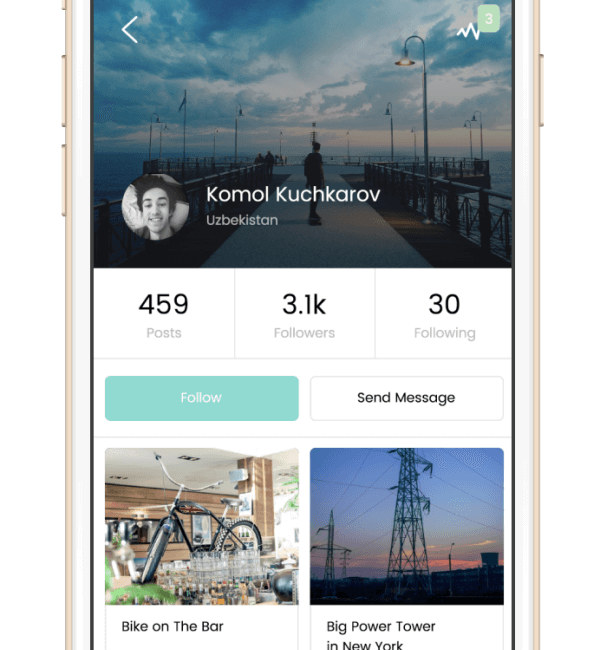 3
Komol Kuchkarov
Uzbekistan
459
Posts
3.1k
Followers
30
Following
Follow
Send Message
Bike on The Bar
Big Power Tower
in New York